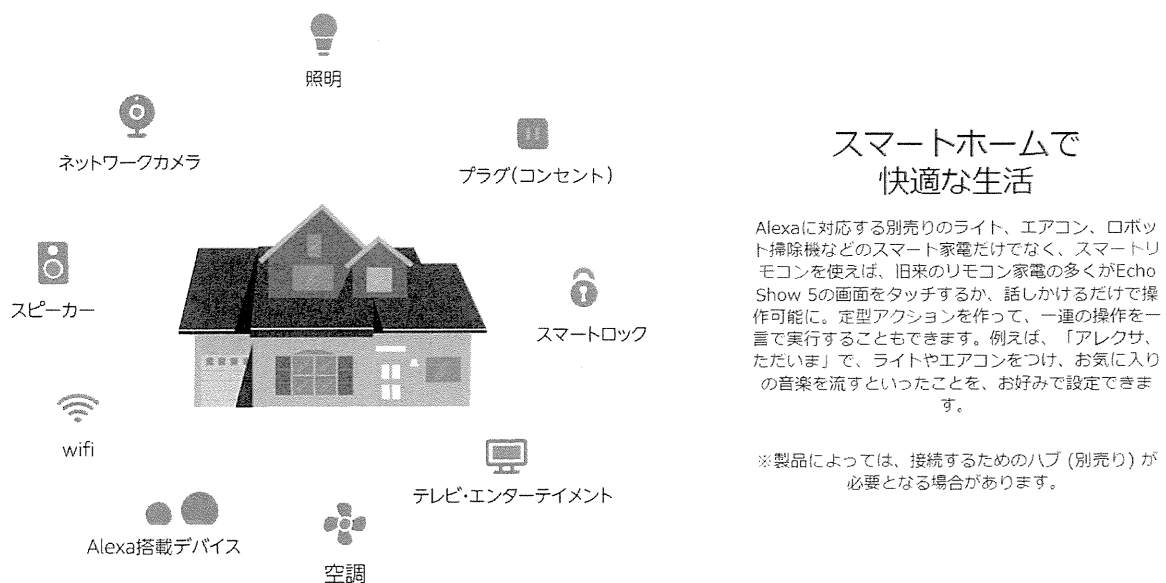 照明
ネットワークカメラ
プラグ(コンセント)
スピーカー
スマートロック
wifi
テレビ・エンターテイメント
Alexa搭載デバイス
空調
スマートホームで
快適な生活
Alexaに対応する別売りのライト、エアコン、ロボッ
ト掃除機などのスマート家電だけでなく、スマートリ
モコンを使えば、旧来のリモコン家電の多くがEcho
Show 5の画面をタッチするか、話しかけるだけで操
作可能に。定型アクションを作って、一連の操作を一
言で実行することもできます。例えば、「アレクサ、
ただいま」で、ライトやエアコンをつけ、お気に入り
の音楽を流すといったことを、お好みで設定できま
す。
※製品によっては、接続するためのハブ (別売り) が
必要となる場合があります。